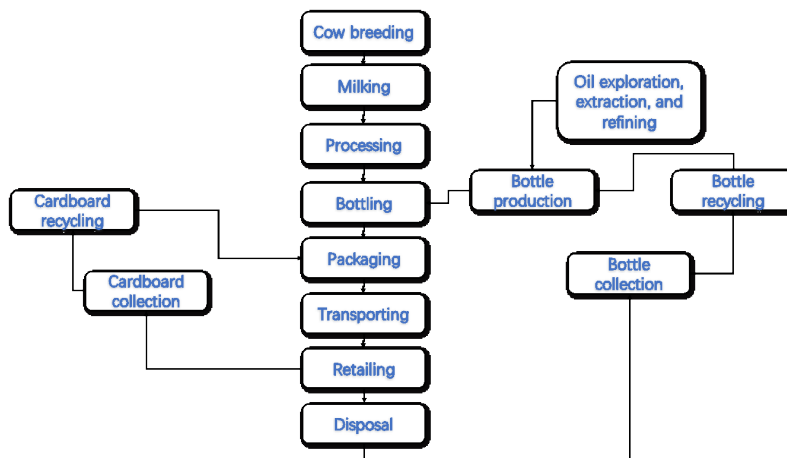 Cow breeding
Milking
Oil exploration,
extraction, and
refining
Processing
Bottle
production
Bottle
recycling
Cardboard
recycling
Bottling
Packaging
Bottle
collection
Cardboard
collection
Transporting
Retailing
Disposal